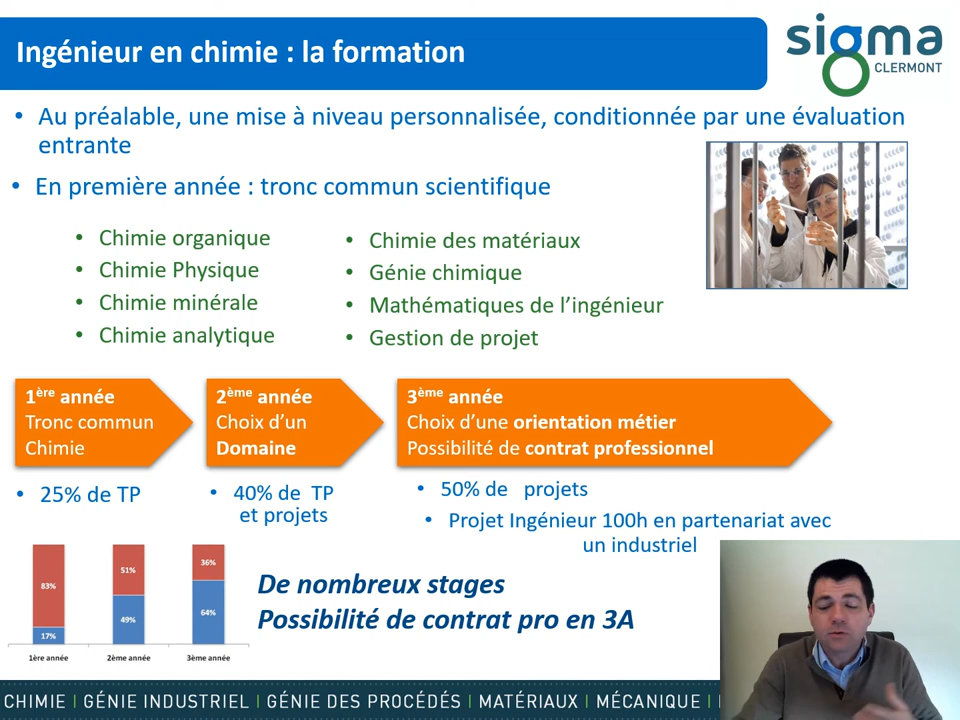 Ingénieur en chimie : la formation
sigma
CLERMONT
• Au préalable, une mise à niveau personnalisée, conditionnée par une évaluation
entrante
• En première année : tronc commun scientifique
• Chimie organique
• Chimie Physique
• Chimie minérale
• Chimie analytique
• Chimie des matériaux
• Génie chimique
• Mathématiques de l’ingénieur
• Gestion de projet
1ère année
Tronc commun
Chimie
2ème année
Choix d’un
Domaine
3ème année
Choix d’une orientation métier
Possibilité de contrat professionnel
• 25% de TP
• 40% de TP
et projets
• 50% de projets
• Projet Ingénieur 100h en partenariat avec
un industriel
83%
17%
51%
49%
36%
64%
1ère année
2ème année
3ème année
De nombreux stages
Possibilité de contrat pro en 3A
CHIMIE | GÉNIE INDUSTRIEL | GÉNIE DES PROCÉDÉS | MATÉRIAUX | MÉCANIQUE |